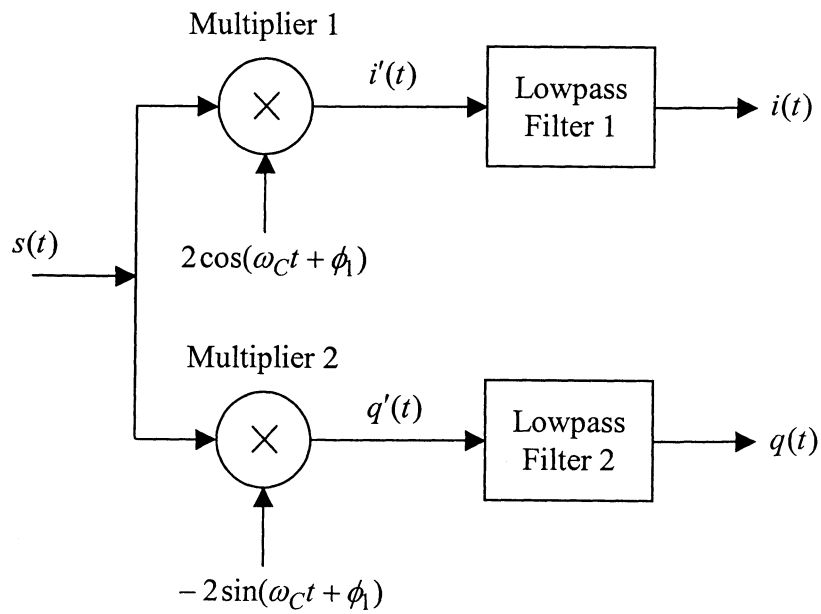 Multiplier 1
i′(t)
Lowpass
Filter 1
i(t)
s(t)
2cos(ω_C t + ϕ_1)
Multiplier 2
q′(t)
Lowpass
Filter 2
q(t)
− 2sin(ω_C t + ϕ_1)